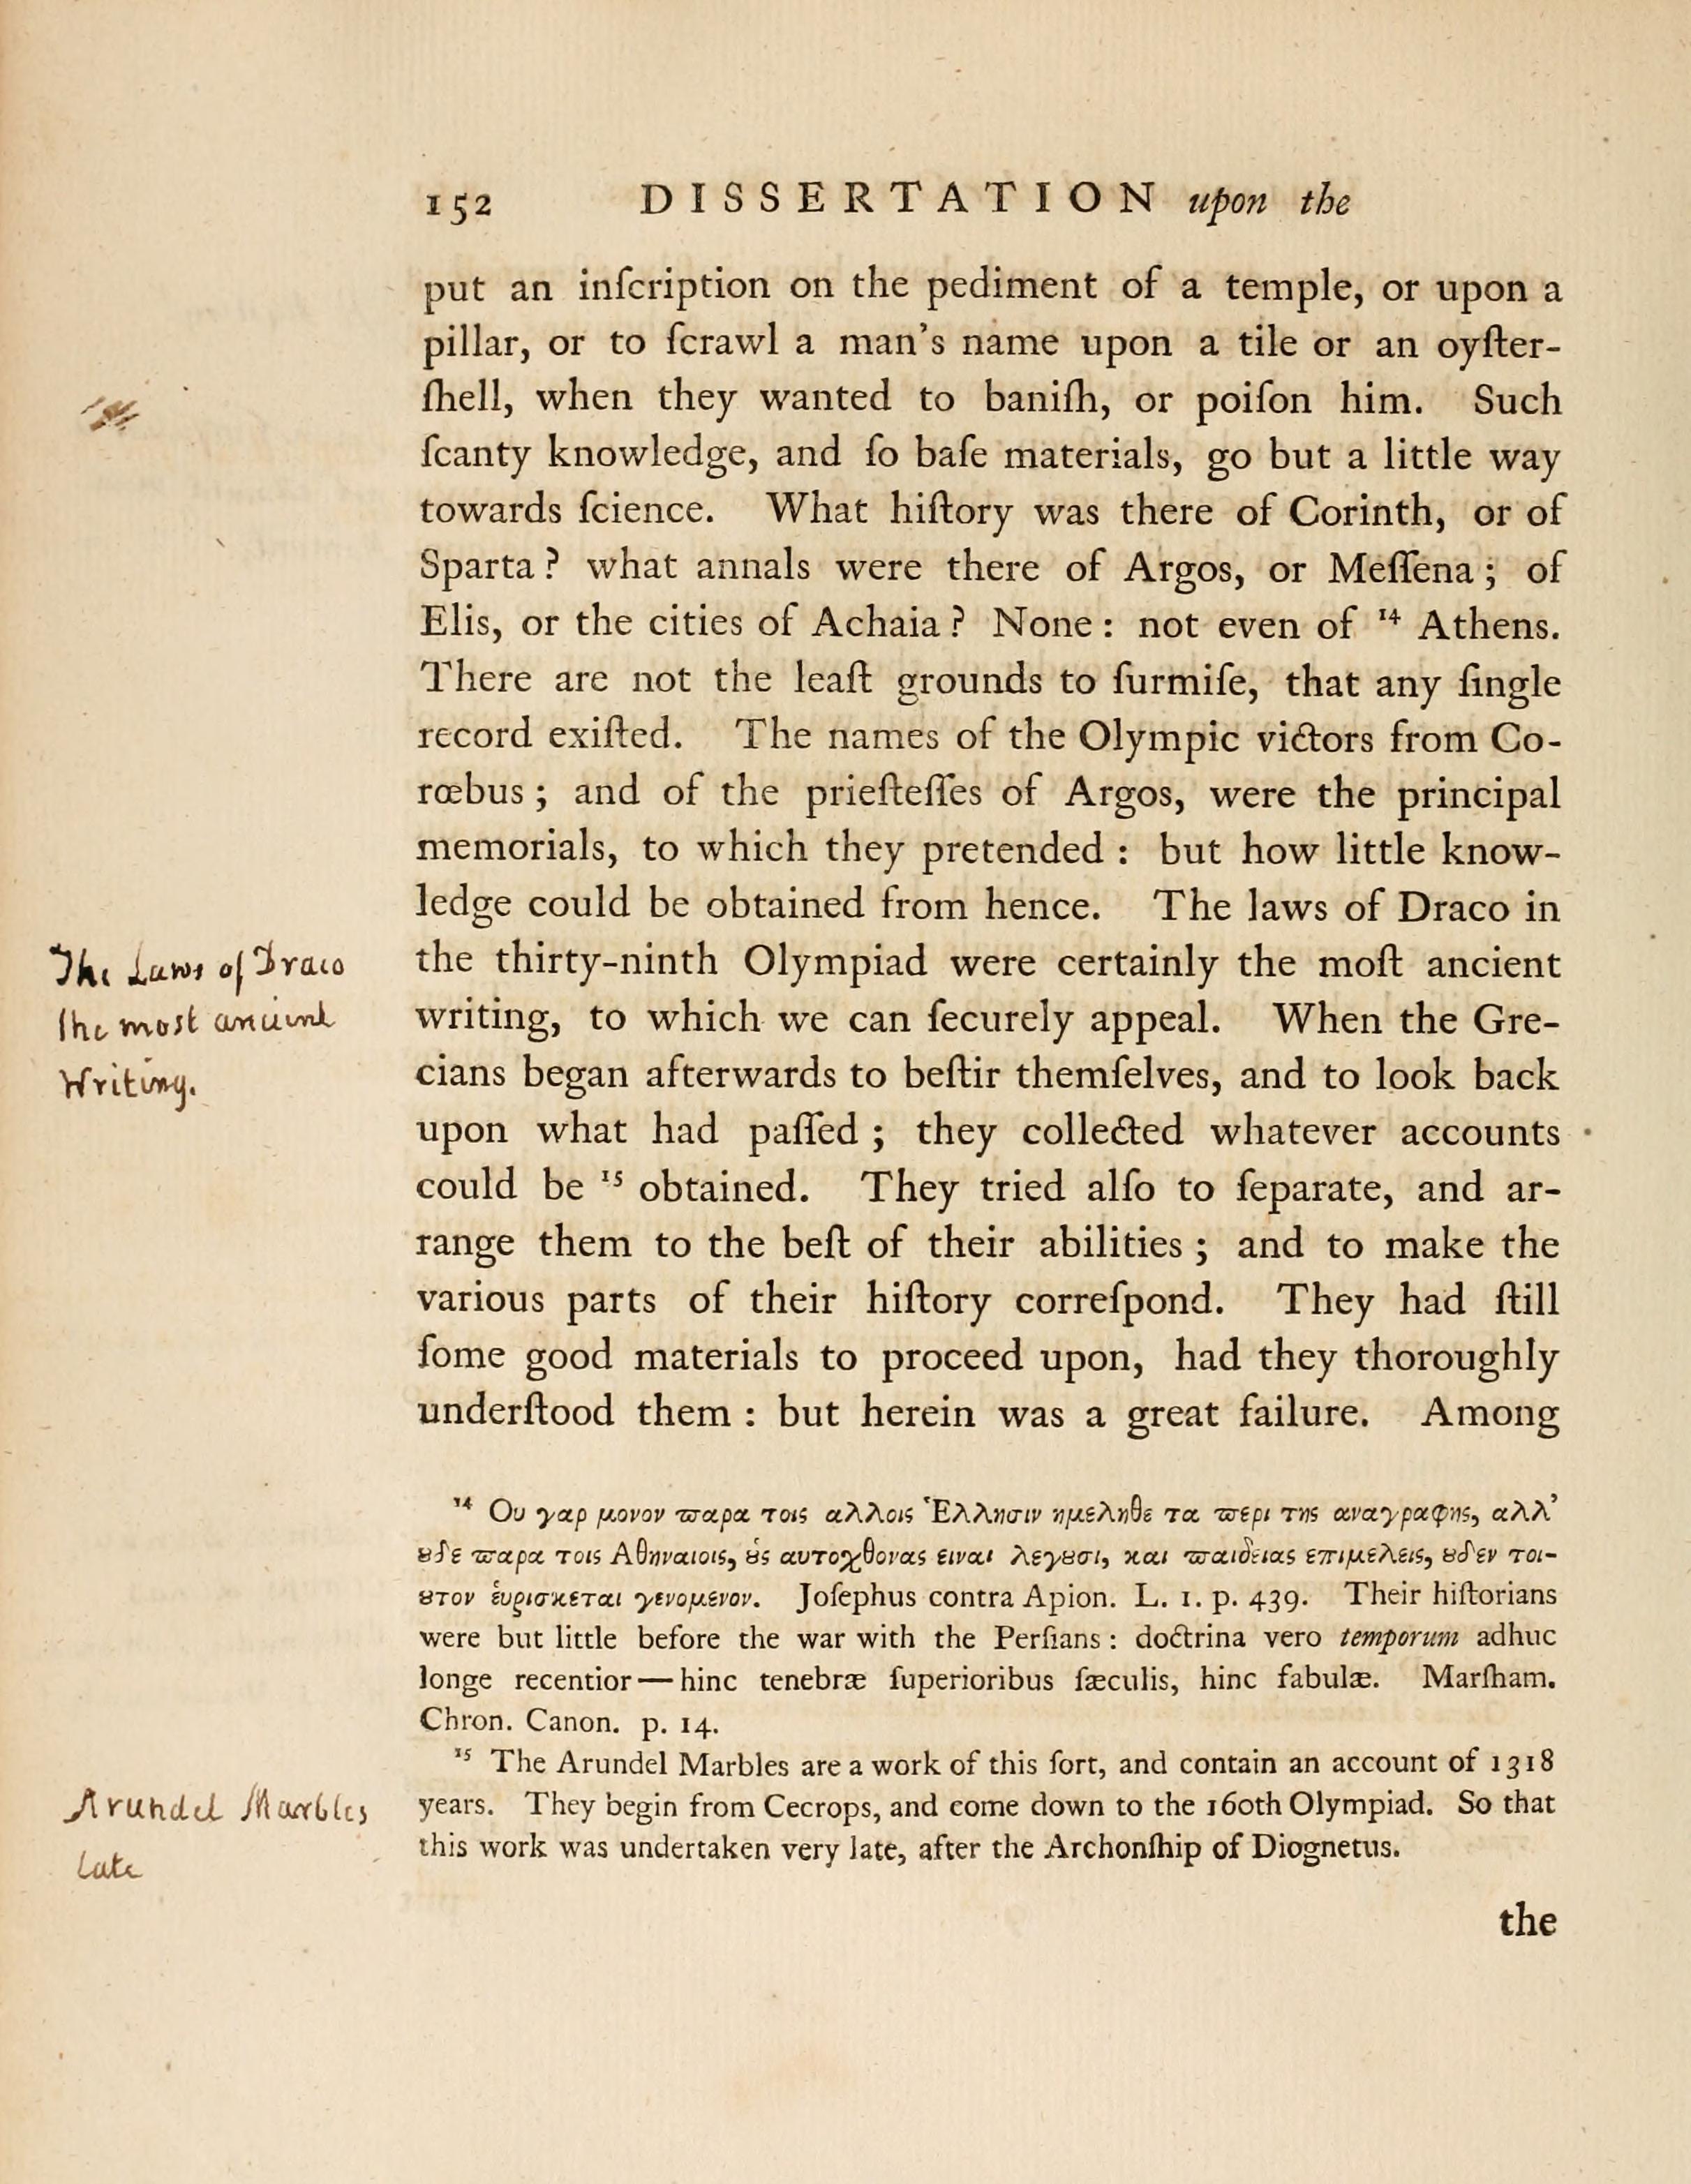 152 DISSERTATION upon the
put an inſcription on the pediment of a temple, or upon a
pillar, or to ſcrawl a man's name upon a tile or an oyſter-
ſhell, when they wanted to baniſh, or poiſon him. Such
ſcanty knowledge, and ſo baſe materials, go but a little way
towards ſcience. What hiſtory was there of Corinth, or of
Sparta? what annals were there of Argos, or Meſſena; of
Elis, or the cities of Achaia? None: not even of ¹⁴ Athens.
There are not the leaſt grounds to ſurmiſe, that any ſingle
record exiſted. The names of the Olympic victors from Co-
rœbus; and of the prieſteſſes of Argos, were the principal
memorials, to which they pretended: but how little know-
ledge could be obtained from hence. The laws of Draco in
the thirty-ninth Olympiad were certainly the moſt ancient
writing, to which we can ſecurely appeal. When the Gre-
cians began afterwards to beſtir themſelves, and to look back
upon what had paſſed; they collected whatever accounts
could be ¹⁵ obtained. They tried alſo to ſeparate, and ar-
range them to the beſt of their abilities; and to make the
various parts of their hiſtory correſpond. They had ſtill
ſome good materials to proceed upon, had they thoroughly
underſtood them: but herein was a great failure. Among
The Laws of Draco
the most ancient
Writing.
¹⁴ Ου γαρ μονον ϖαρα τοις αλλοις Ἑλλησιν ημεληθε τα ϖερι της αναγραφης, αλλ'
ȣδε ϖαρα τοις Αθηναιοις, ȣ̔ς αυτοχθονας ειναι λεγȣσι, και ϖαιδειας επιμελεις, ȣδεν τοι-
ȣτον ἑυρισκεται γενομενον. Joſephus contra Apion. L. 1. p. 439. Their hiſtorians
were but little before the war with the Perſians: doctrina vero temporum adhuc
longe recentior—hinc tenebræ ſuperioribus ſæculis, hinc fabulæ. Marſham.
Chron. Canon. p. 14.
¹⁵ The Arundel Marbles are a work of this ſort, and contain an account of 1318
years. They begin from Cecrops, and come down to the 160th Olympiad. So that
this work was undertaken very late, after the Archonſhip of Diognetus.
Arundel Marbles
late
the